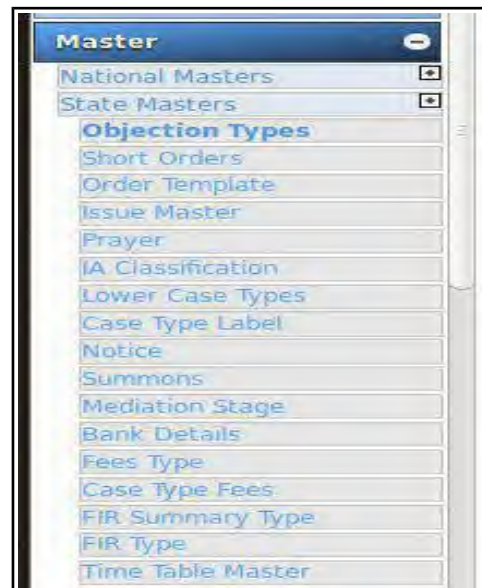 Master
National Masters
State Masters
Objection Types
Short Orders
Order Template
Issue Master
Prayer
IA Classification
Lower Case Types
Case Type Label
Notice
Summons
Mediation Stage
Bank Details
Fees Type
Case Type Fees
FIR Summary Type
FIR Type
Time Table Master